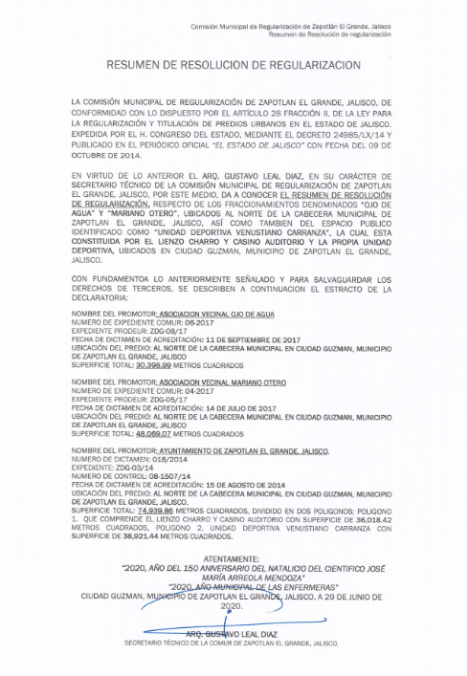 Comisión Municipal de Regularización de Zapotlán El Grande, Jalisco
Resumen de Resolución de regularización
RESUMEN DE RESOLUCION DE REGULARIZACION
LA COMISIÓN MUNICIPAL DE REGULARIZACIÓN DE ZAPOTLAN EL GRANDE, JALISCO, DE
CONFORMIDAD CON LO DISPUESTO POR EL ARTÍCULO 28 FRACCIÓN II, DE LA LEY PARA
LA REGULARIZACIÓN Y TITULACIÓN DE PREDIOS URBANOS EN EL ESTADO DE JALISCO.
EXPEDIDA POR EL H. CONGRESO DEL ESTADO, MEDIANTE EL DECRETO 24985/LX/14 Y
PUBLICADO EN EL PERIÓDICO OFICIAL "EL ESTADO DE JALISCO" CON FECHA DEL 09 DE
OCTUBRE DE 2014.
EN VIRTUD DE LO ANTERIOR EL ARQ. GUSTAVO LEAL DIAZ, EN SU CARÁCTER DE
SECRETARIO TÉCNICO DE LA COMISIÓN MUNICIPAL DE REGULARIZACIÓN DE ZAPOTLAN
EL GRANDE, JALISCO, POR ESTE MEDIO, DA A CONOCER EL RESUMEN DE RESOLUCIÓN
DE REGULARIZACIÓN, RESPECTO DE LOS FRACCIONAMIENTOS DENOMINADOS "OJO DE
AGUA" Y "MARIANO OTERO", UBICADOS AL NORTE DE LA CABECERA MUNICIPAL DE
ZAPOTLAN EL GRANDE, JALISCO, ASÍ COMO TAMBIEN DEL ESPACIO PUBLICO
IDENTIFICADO COMO "UNIDAD DEPORTIVA VENUSTIANO CARRANZA", LA CUAL ESTA
CONSTITUIDA POR EL LIENZO CHARRO Y CASINO AUDITORIO Y LA PROPIA UNIDAD
DEPORTIVA, UBICADOS EN CIUDAD GUZMAN, MUNICIPIO DE ZAPOTLAN EL GRANDE,
JALISCO.
CON FUNDAMENTOA LO ANTERIORMENTE SEÑALADO Y PARA SALVAGUARDAR LOS
DERECHOS DE TERCEROS, SE DESCRIBEN A CONTINUACION EL ESTRACTO DE LA
DECLARATORIA:
NOMBRE DEL PROMOTOR: ASOCIACION VECINAL OJO DE AGUA
NUMERO DE EXPEDIENTE COMUR: 06-2017
EXPEDIENTE PRODEUR: ZDG-08/17
FECHA DE DICTAMEN DE ACREDITACIÓN: 11 DE SEPTIEMBRE DE 2017
UBICACIÓN DEL PREDIO: AL NORTE DE LA CABECERA MUNICIPAL EN CIUDAD GUZMAN, MUNICIPIO
DE ZAPOTLAN EL GRANDE, JALISCO
SUPERFICIE TOTAL: 30,398.99 METROS CUADRADOS
NOMBRE DEL PROMOTOR: ASOCIACION VECINAL MARIANO OTERO
NUMERO DE EXPEDIENTE COMUR: 04-2017
EXPEDIENTE PRODEUR: ZDG-05/17
FECHA DE DICTAMEN DE ACREDITACIÓN: 14 DE JULIO DE 2017
UBICACIÓN DEL PREDIO: AL NORTE DE LA CABECERA MUNICIPAL EN CIUDAD GUZMAN, MUNICIPIO
DE ZAPOTLAN EL GRANDE, JALISCO
SUPERFICIE TOTAL: 48,069.07 METROS CUADRADOS
NOMBRE DEL PROMOTOR: AYUNTAMIENTO DE ZAPOTLAN EL GRANDE, JALISCO.
NUMERO DE DICTAMEN: 018/2014
EXPEDIENTE: ZDG-03/14
NUMERO DE CONTROL: 08-1507/14
FECHA DE DICTAMEN DE ACREDITACIÓN: 15 DE AGOSTO DE 2014
UBICACIÓN DEL PREDIO: AL NORTE DE LA CABECERA MUNICIPAL EN CIUDAD GUZMAN, MUNICIPIO
DE ZAPOTLAN EL GRANDE, JALISCO.
SUPERFICIE TOTAL: 74,939.86 METROS CUADRADOS, DIVIDIDO EN DOS POLIGONOS: POLIGONO
1. QUE COMPRENDE EL LIENZO CHARRO Y CASINO AUDITORIO CON SUPERFICIE DE 36,018.42
METROS CUADRADOS, POLIGONO 2. UNIDAD DEPORTIVA VENUSTIANO CARRANZA CON
SUPERFICIE DE 38,921.44 METROS CUADRADOS.
ATENTAMENTE:
"2020, AÑO DEL 150 ANIVERSARIO DEL NATALICIO DEL CIENTIFICO JOSÉ
MARÍA ARREOLA MENDOZA"
"2020, AÑO MUNICIPAL DE LAS ENFERMERAS"
CIUDAD GUZMAN, MUNICIPIO DE ZAPOTLAN EL GRANDE, JALISCO, A 29 DE JUNIO DE
2020.
ARQ. GUSTAVO LEAL DIAZ
SECRETARIO TÉCNICO DE LA COMUR DE ZAPOTLAN EL GRANDE, JALISCO.